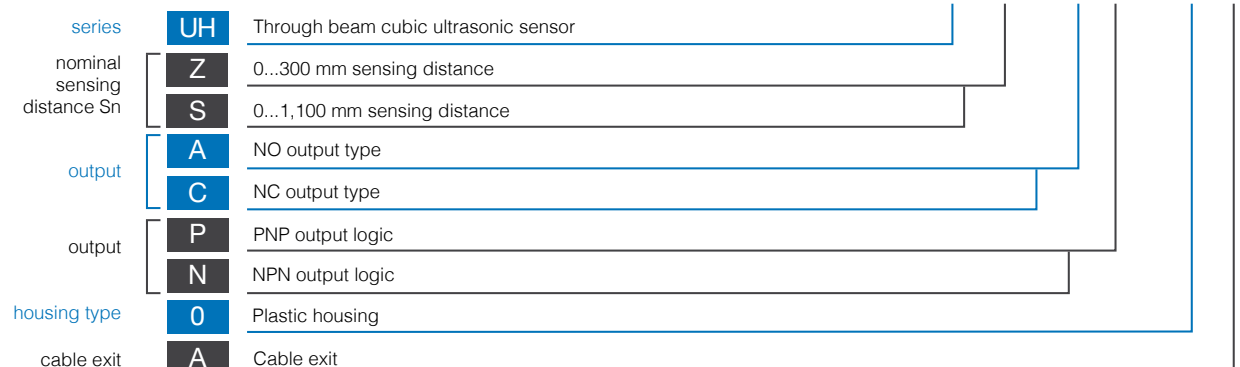 series UH Through beam cubic ultrasonic sensor
nominal
sensing
distance Sn
Z 0...300 mm sensing distance
S 0...1,100 mm sensing distance
output
A NO output type
C NC output type
output
P PNP output logic
N NPN output logic
housing type 0 Plastic housing
cable exit A Cable exit